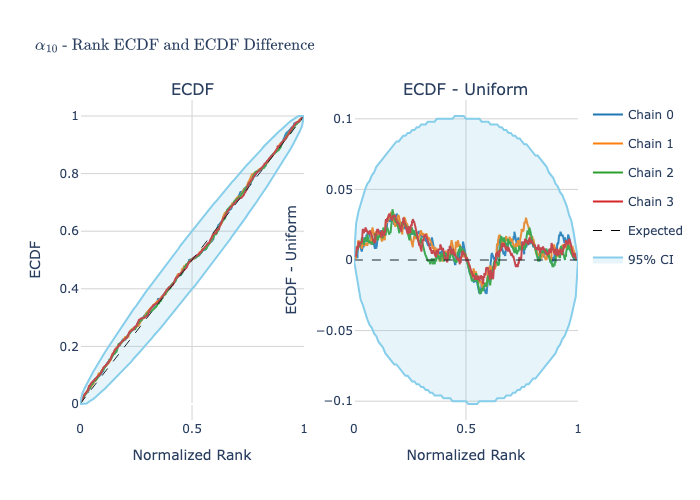 α₁₀ - Rank ECDF and ECDF Difference
ECDF
ECDF - Uniform
1
0.8
0.6
0.4
0.2
0
ECDF
0
0.5
1
Normalized Rank
0.1
0.05
0
−0.05
−0.1
ECDF - Uniform
0
0.5
1
Normalized Rank
Chain 0
Chain 1
Chain 2
Chain 3
Expected
95% CI